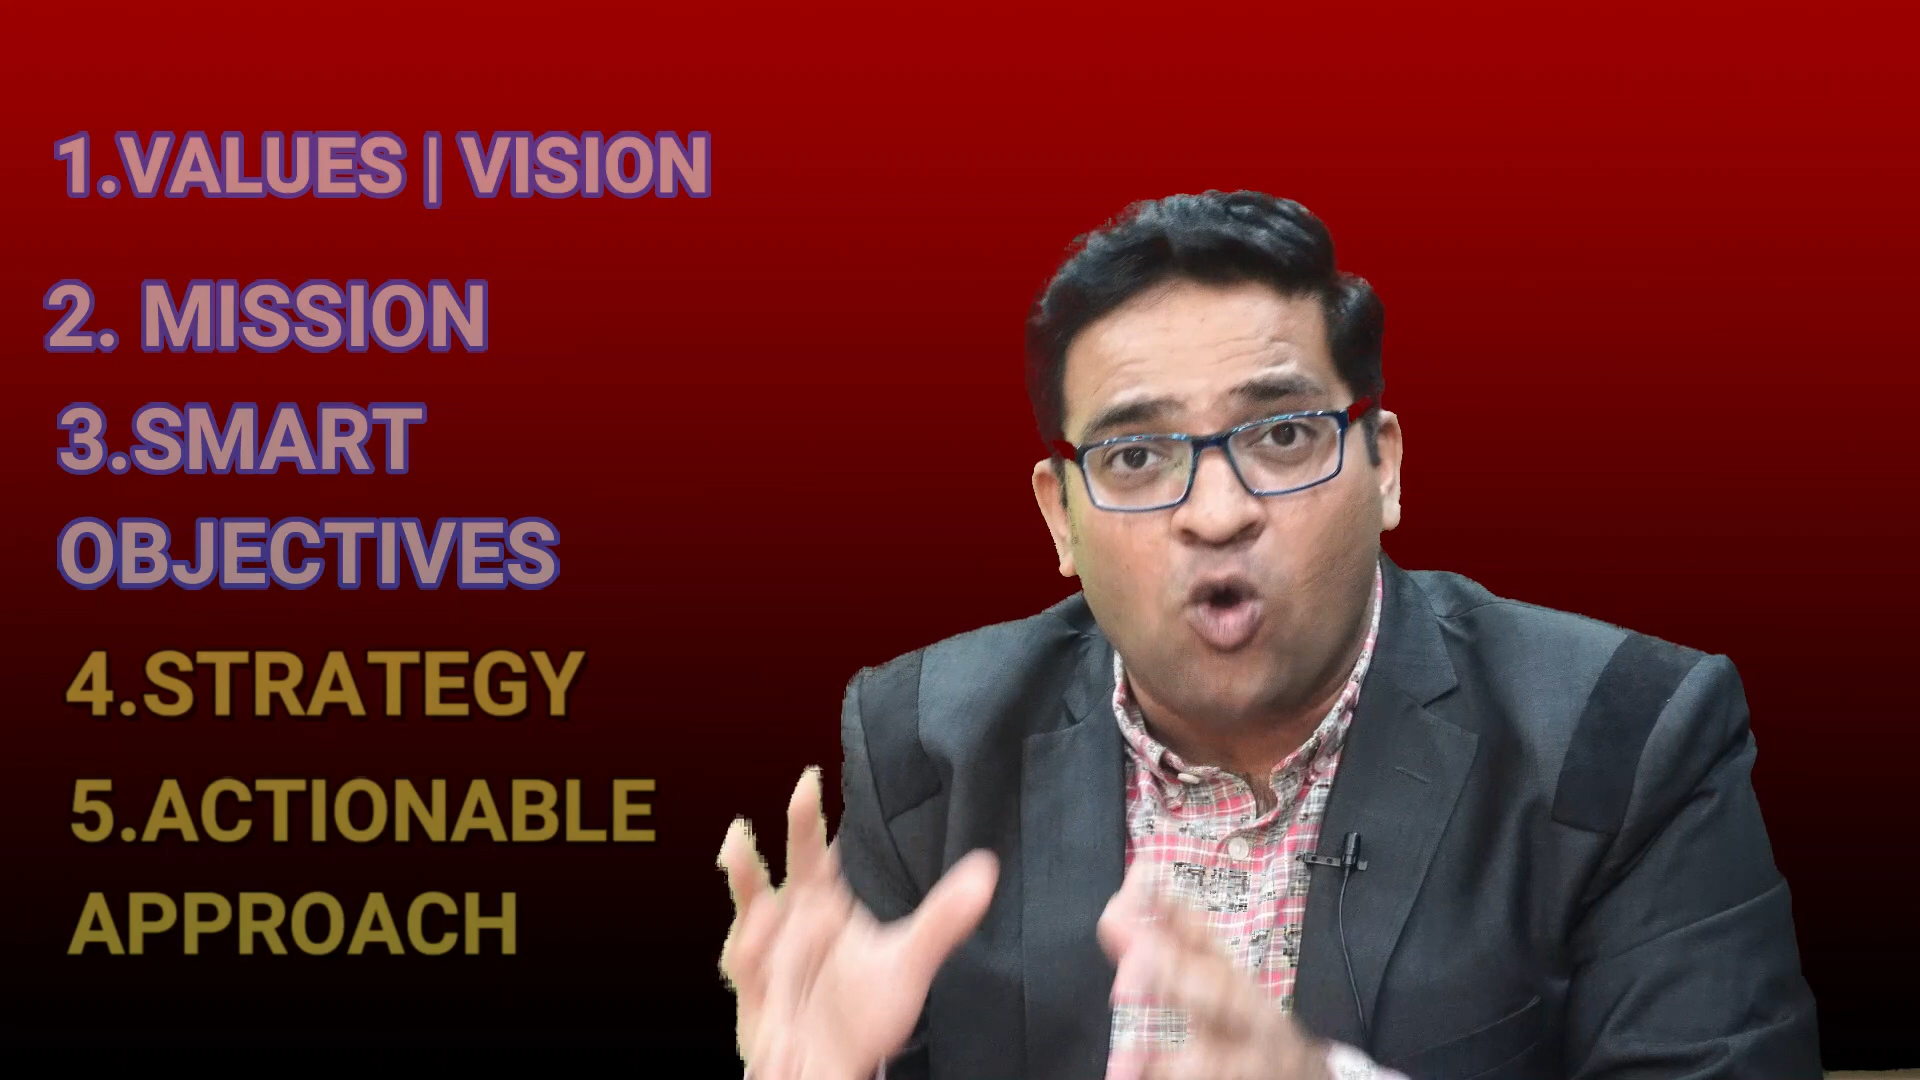 1.VALUES | VISION
2. MISSION
3.SMART
OBJECTIVES
4.STRATEGY
5.ACTIONABLE
APPROACH